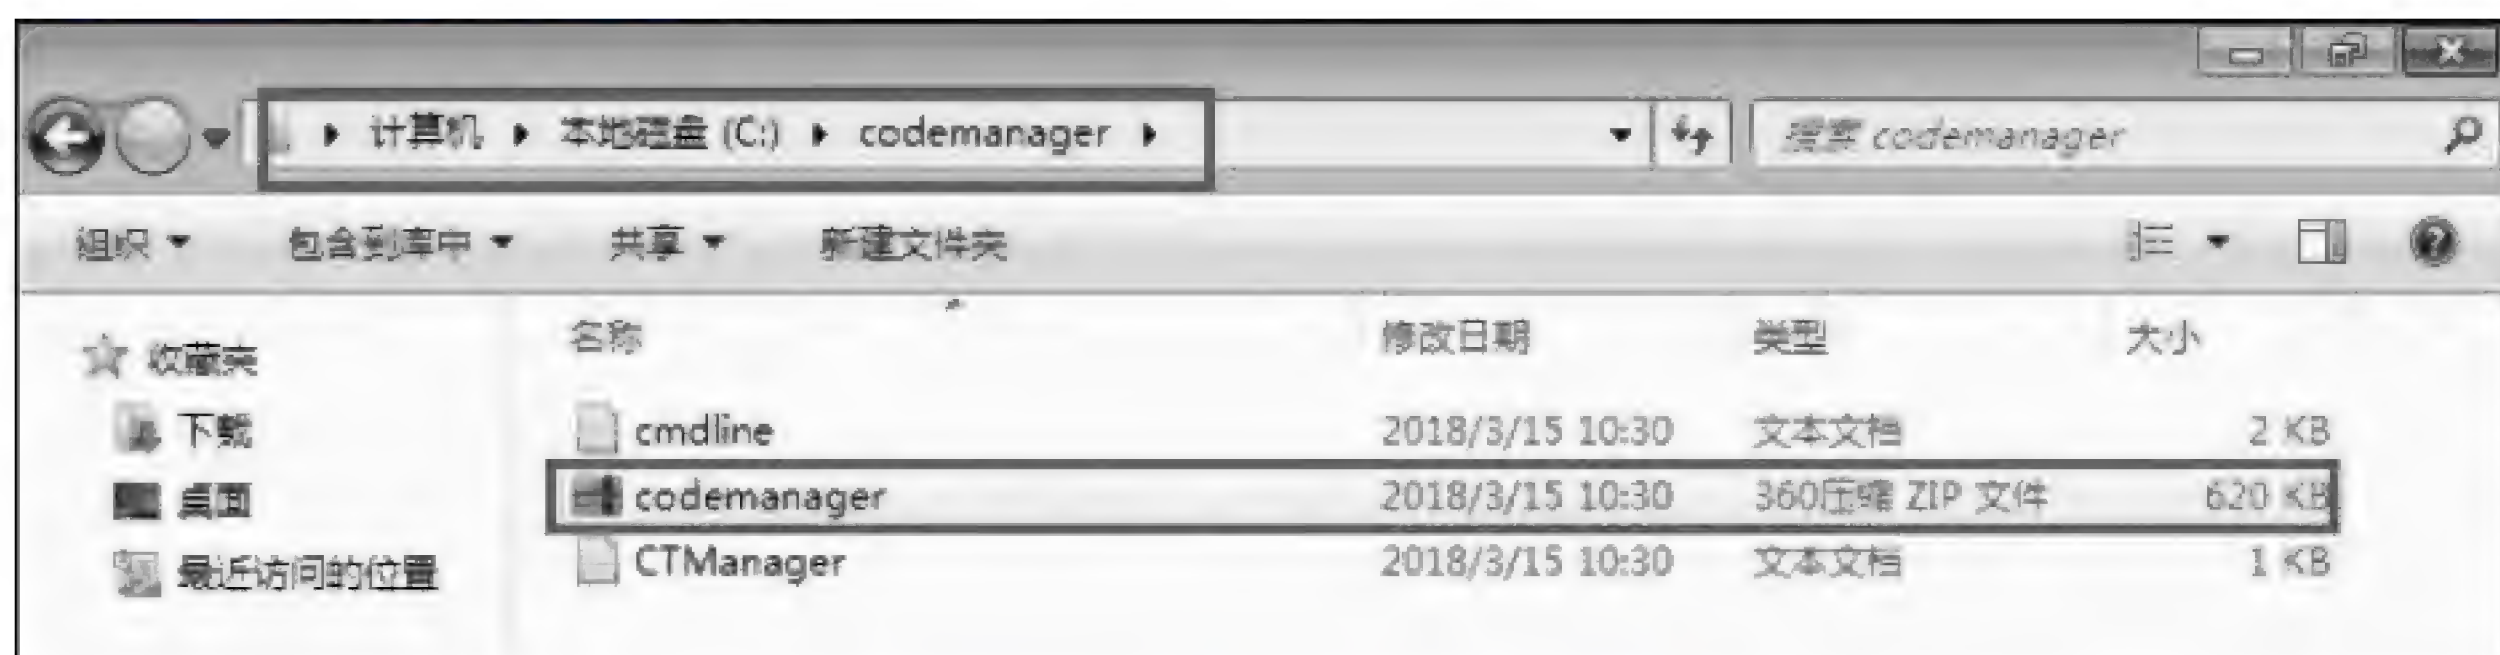 计算机 本地磁盘 (C:) codemanager 搜索 codemanager
组织 包含到库中 共享 新建文件夹
名称 修改日期 类型 大小
收藏夹
下载
桌面
最近访问的位置
cmdline 2018/3/15 10:30 文本文档 2 KB
codemanager 2018/3/15 10:30 360压缩 ZIP 文件 620 KB
CTManager 2018/3/15 10:30 文本文档 1 KB